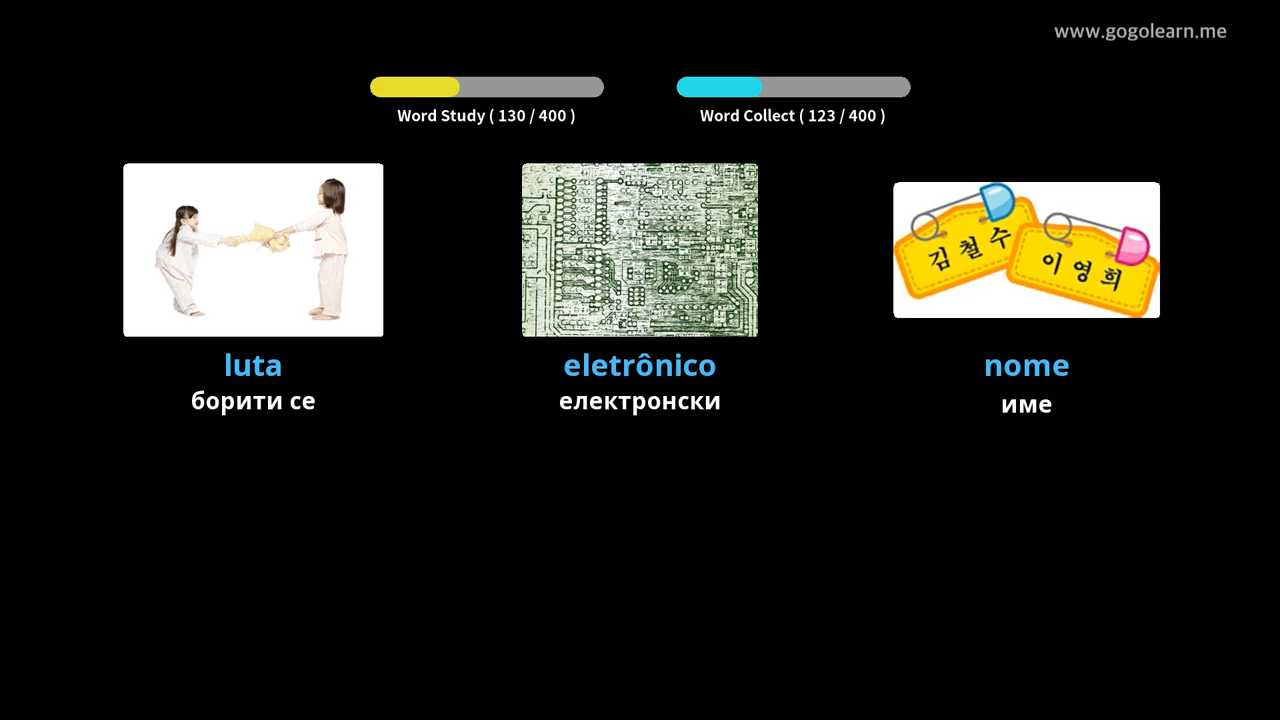 www.gogolearn.me
Word Study ( 130 / 400 )
Word Collect ( 123 / 400 )
김철수
이영희
luta
борити се
eletrônico
електронски
nome
име